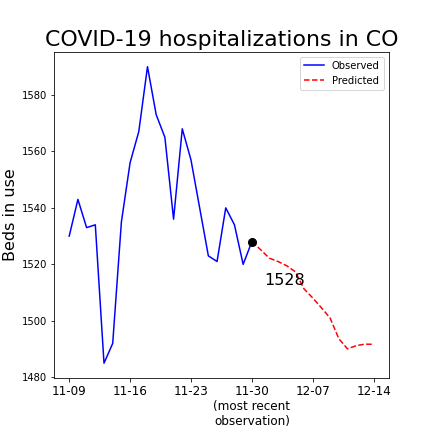 COVID-19 hospitalizations in CO
Observed
Predicted
Beds in use
1580
1560
1540
1520
1500
1480
1528
11-09 11-16 11-23 11-30 12-07 12-14
(most recent
observation)